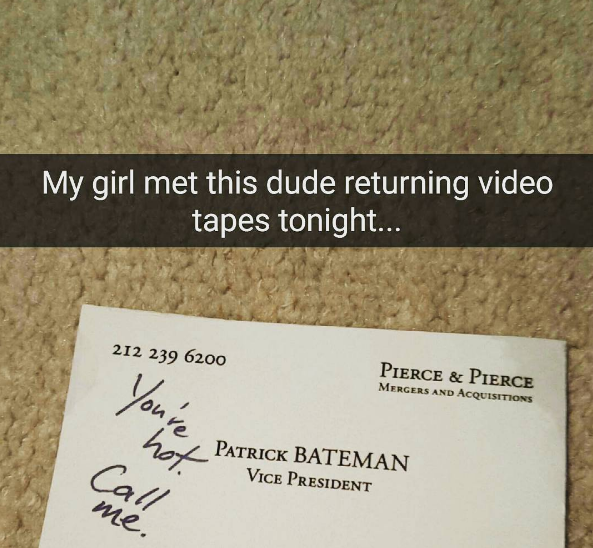 My girl met this dude returning video
tapes tonight...
212 239 6200
PIERCE & PIERCE
MERGERS AND ACQUISITIONS
You're
hot.
PATRICK BATEMAN
VICE PRESIDENT
Call
me.